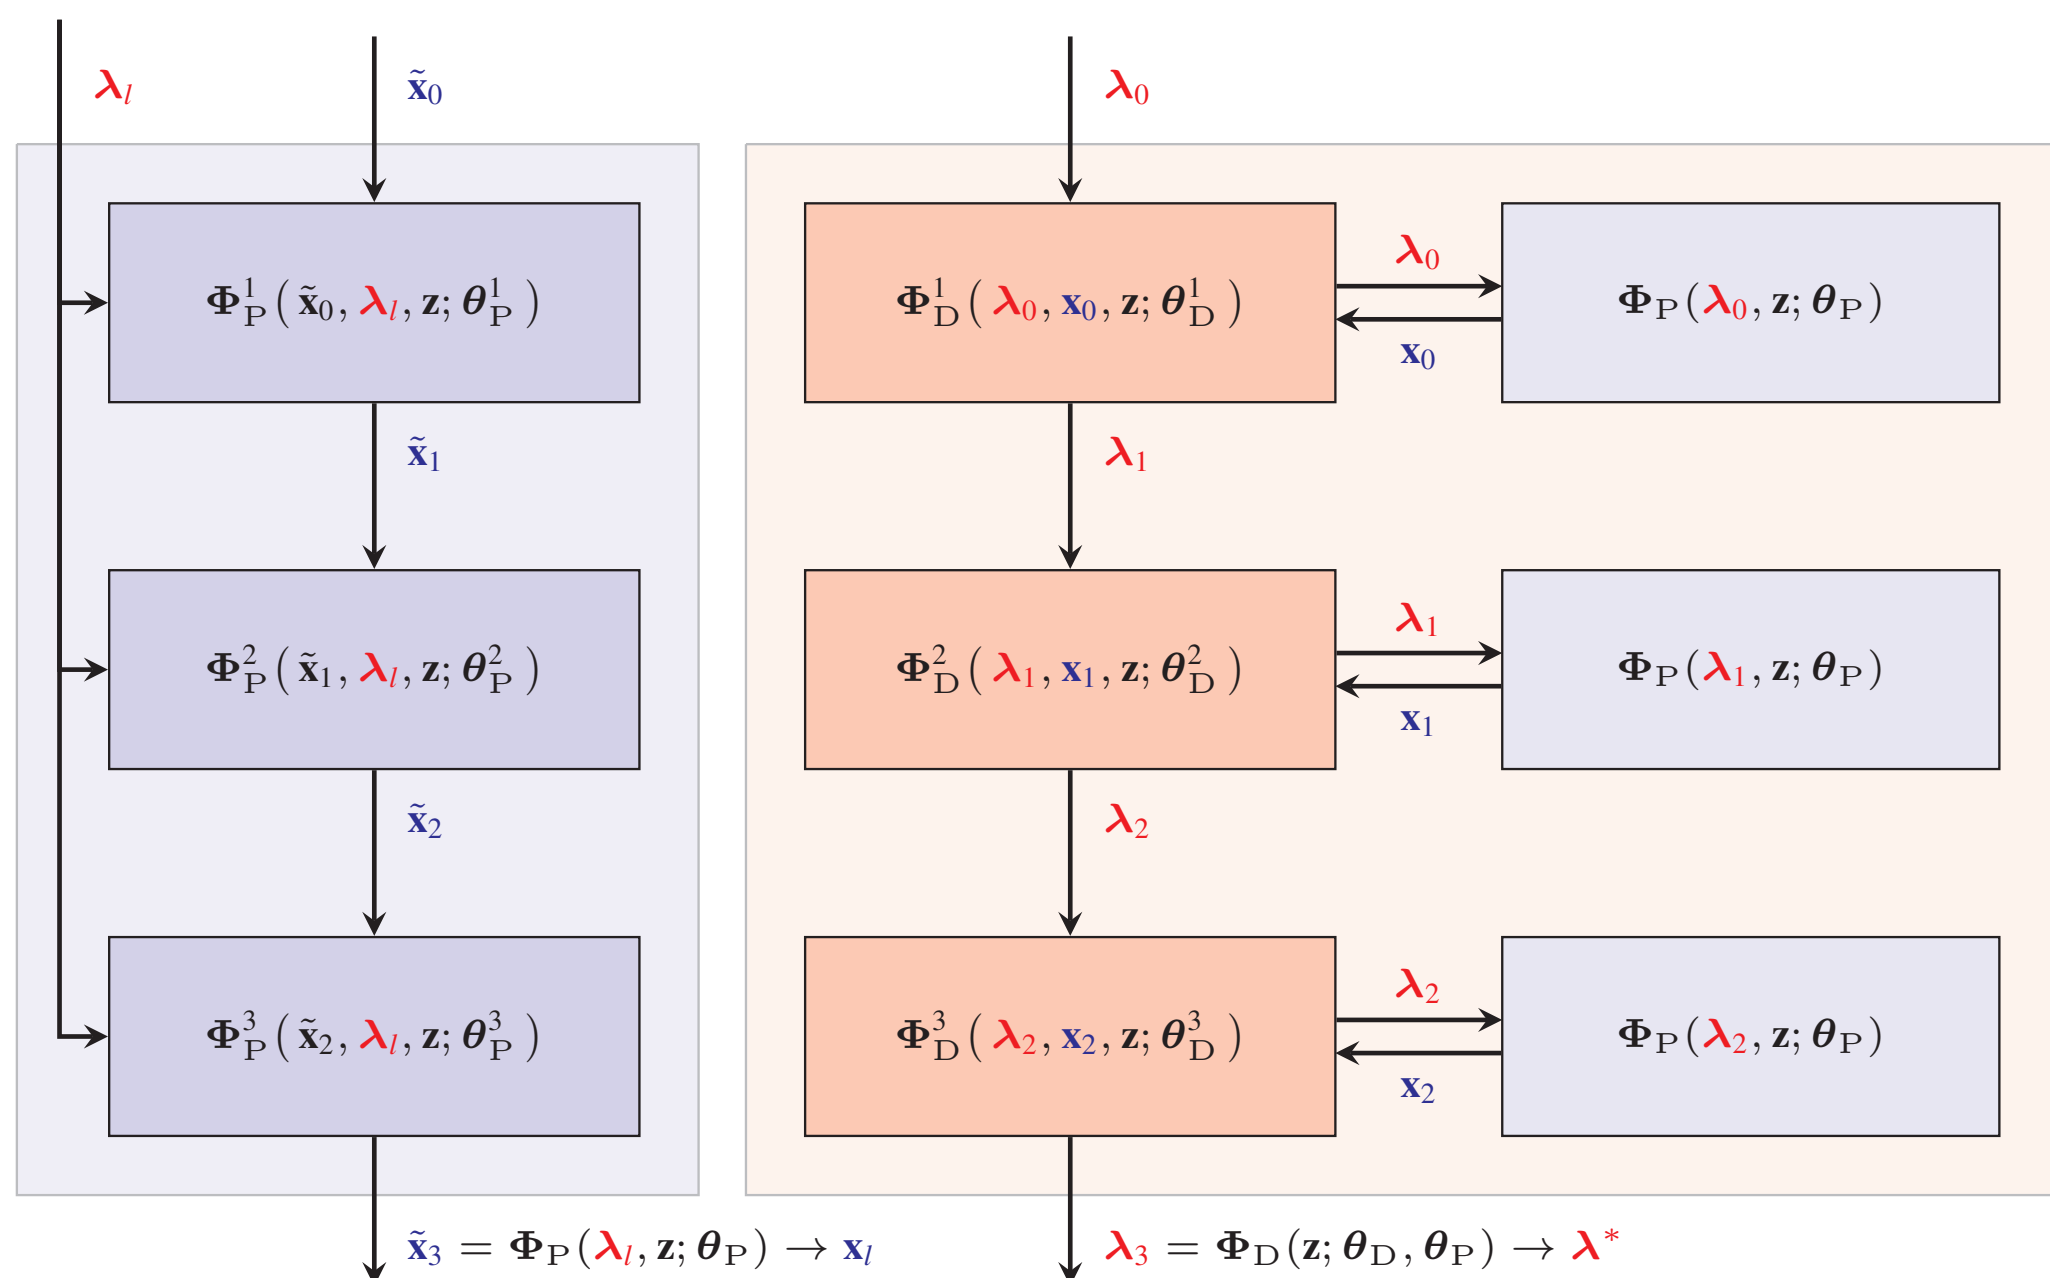 λ_l
x̃_0
Φ_P^1( x̃_0, λ_l, z; θ_P^1 )
x̃_1
Φ_P^2( x̃_1, λ_l, z; θ_P^2 )
x̃_2
Φ_P^3( x̃_2, λ_l, z; θ_P^3 )
x̃_3 = Φ_P(λ_l, z; θ_P) → x_l
λ_0
Φ_D^1( λ_0, x_0, z; θ_D^1 )
λ_0
x_0
Φ_P(λ_0, z; θ_P)
λ_1
Φ_D^2( λ_1, x_1, z; θ_D^2 )
λ_1
x_1
Φ_P(λ_1, z; θ_P)
λ_2
Φ_D^3( λ_2, x_2, z; θ_D^3 )
λ_2
x_2
Φ_P(λ_2, z; θ_P)
λ_3 = Φ_D(z; θ_D, θ_P) → λ*